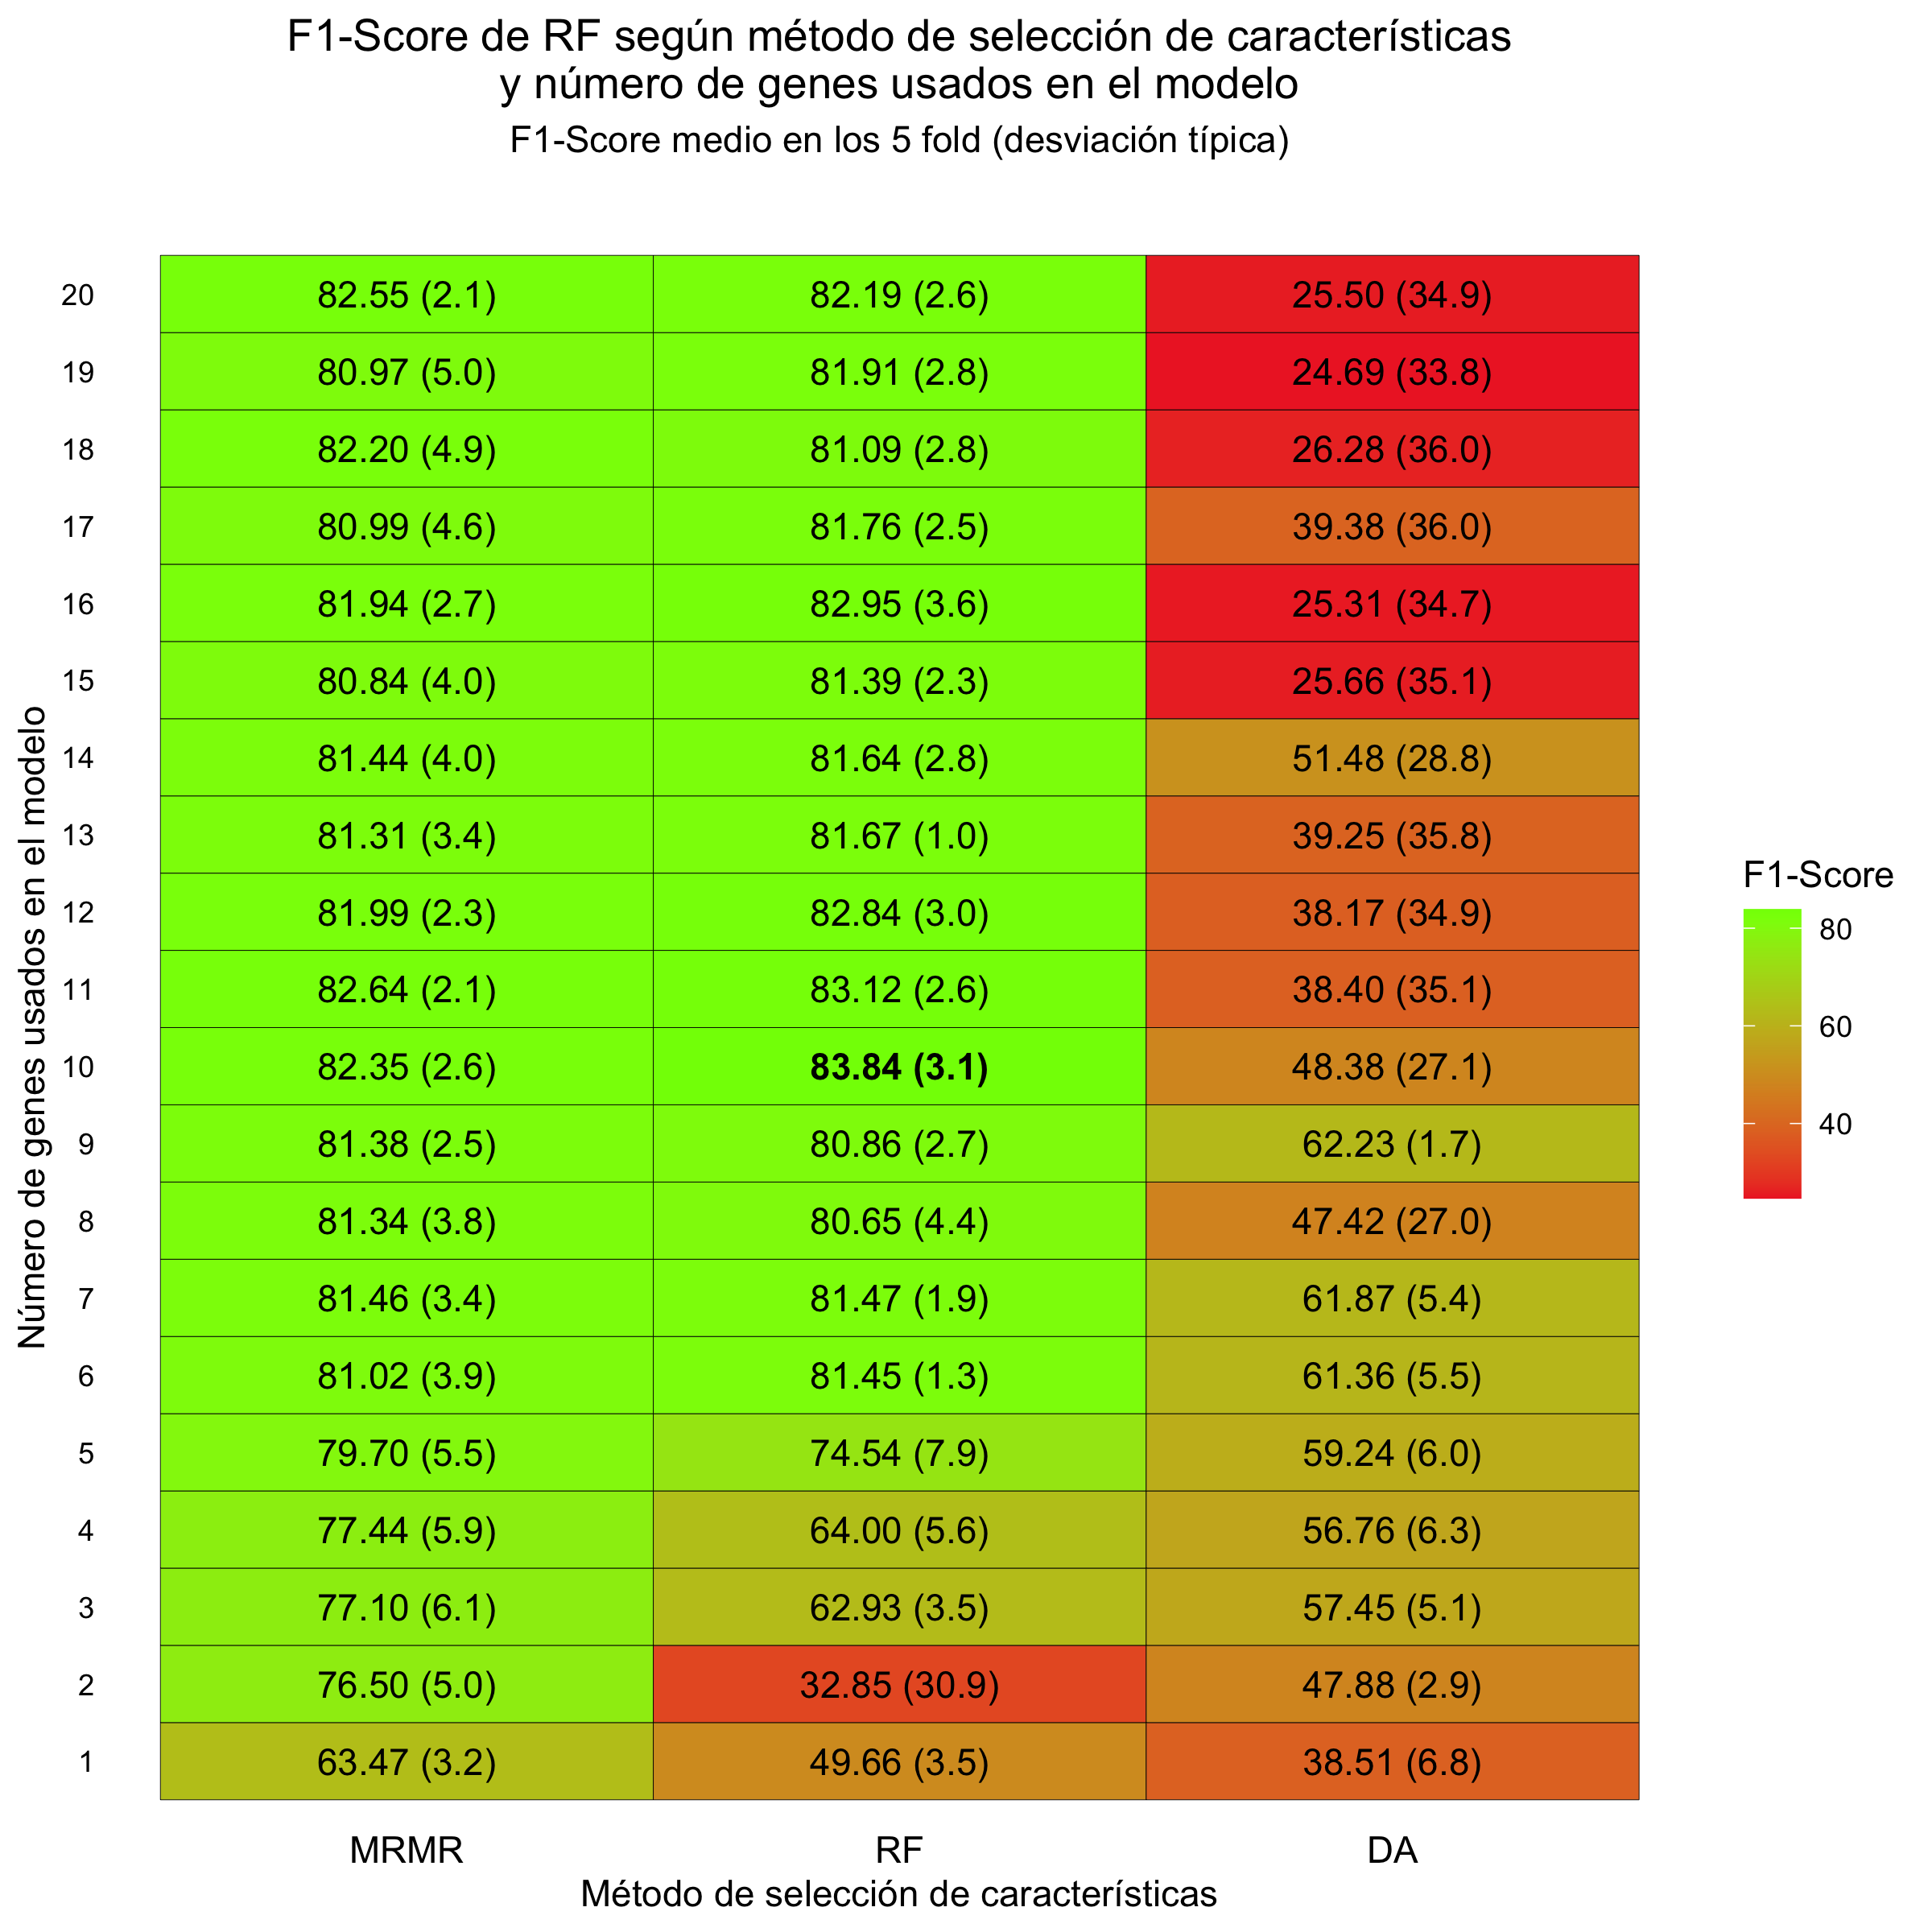 F1-Score de RF según método de selección de características
y número de genes usados en el modelo
F1-Score medio en los 5 fold (desviación típica)
Número de genes usados en el modelo
20 82.55 (2.1) 82.19 (2.6) 25.50 (34.9)
19 80.97 (5.0) 81.91 (2.8) 24.69 (33.8)
18 82.20 (4.9) 81.09 (2.8) 26.28 (36.0)
17 80.99 (4.6) 81.76 (2.5) 39.38 (36.0)
16 81.94 (2.7) 82.95 (3.6) 25.31 (34.7)
15 80.84 (4.0) 81.39 (2.3) 25.66 (35.1)
14 81.44 (4.0) 81.64 (2.8) 51.48 (28.8)
13 81.31 (3.4) 81.67 (1.0) 39.25 (35.8)
12 81.99 (2.3) 82.84 (3.0) 38.17 (34.9)
11 82.64 (2.1) 83.12 (2.6) 38.40 (35.1)
10 82.35 (2.6) 83.84 (3.1) 48.38 (27.1)
9 81.38 (2.5) 80.86 (2.7) 62.23 (1.7)
8 81.34 (3.8) 80.65 (4.4) 47.42 (27.0)
7 81.46 (3.4) 81.47 (1.9) 61.87 (5.4)
6 81.02 (3.9) 81.45 (1.3) 61.36 (5.5)
5 79.70 (5.5) 74.54 (7.9) 59.24 (6.0)
4 77.44 (5.9) 64.00 (5.6) 56.76 (6.3)
3 77.10 (6.1) 62.93 (3.5) 57.45 (5.1)
2 76.50 (5.0) 32.85 (30.9) 47.88 (2.9)
1 63.47 (3.2) 49.66 (3.5) 38.51 (6.8)
MRMR RF DA
Método de selección de características
F1-Score
80
60
40